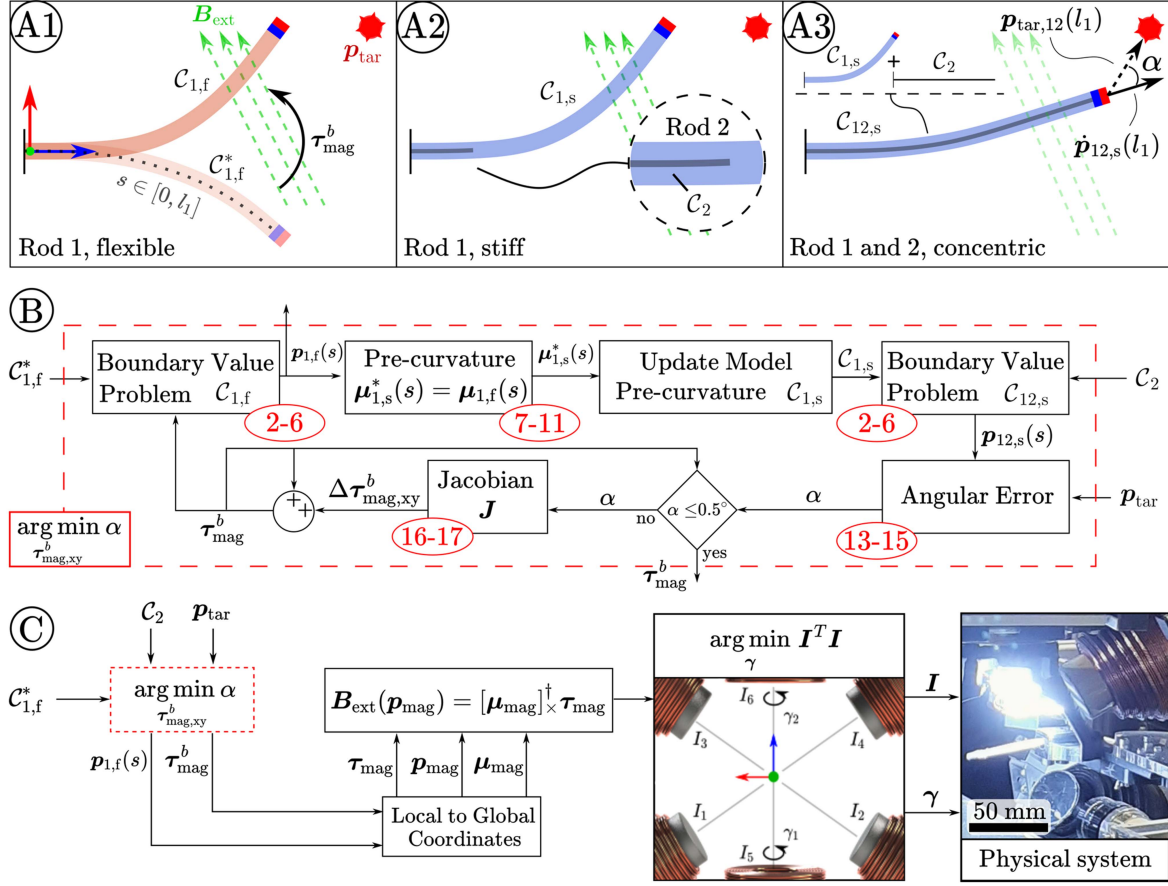 A1
B_ext
p_tar
C_1,f
τ^b_mag
C*_1,f
s ∈ [0, l_1]
Rod 1, flexible
A2
C_1,s
Rod 2
C_2
Rod 1, stiff
A3
p_tar,12(l_1)
C_1,s
+
C_2
α
C_12,s
ṗ_12,s(l_1)
Rod 1 and 2, concentric
B
C*_1,f
Boundary Value
Problem C_1,f
2-6
p_1,f(s)
Pre-curvature
μ*_1,s(s) = μ_1,f(s)
7-11
μ*_1,s(s)
Update Model
Pre-curvature C_1,s
C_1,s
Boundary Value
Problem C_12,s
2-6
C_2
p_12,s(s)
Angular Error
13-15
p_tar
α
α ≤0.5°
no
yes
τ^b_mag
α
Jacobian
J
16-17
Δτ^b_mag,xy
+
+
τ^b_mag
arg min α
τ^b_mag,xy
C
C_2
p_tar
C*_1,f
arg min α
τ^b_mag,xy
p_1,f(s)
τ^b_mag
B_ext(p_mag) = [μ_mag]^†_× τ_mag
τ_mag
p_mag
μ_mag
Local to Global
Coordinates
arg min I^T I
γ
I_6
γ_2
I_3
I_4
I_1
I_2
γ_1
I_5
I
γ
50 mm
Physical system